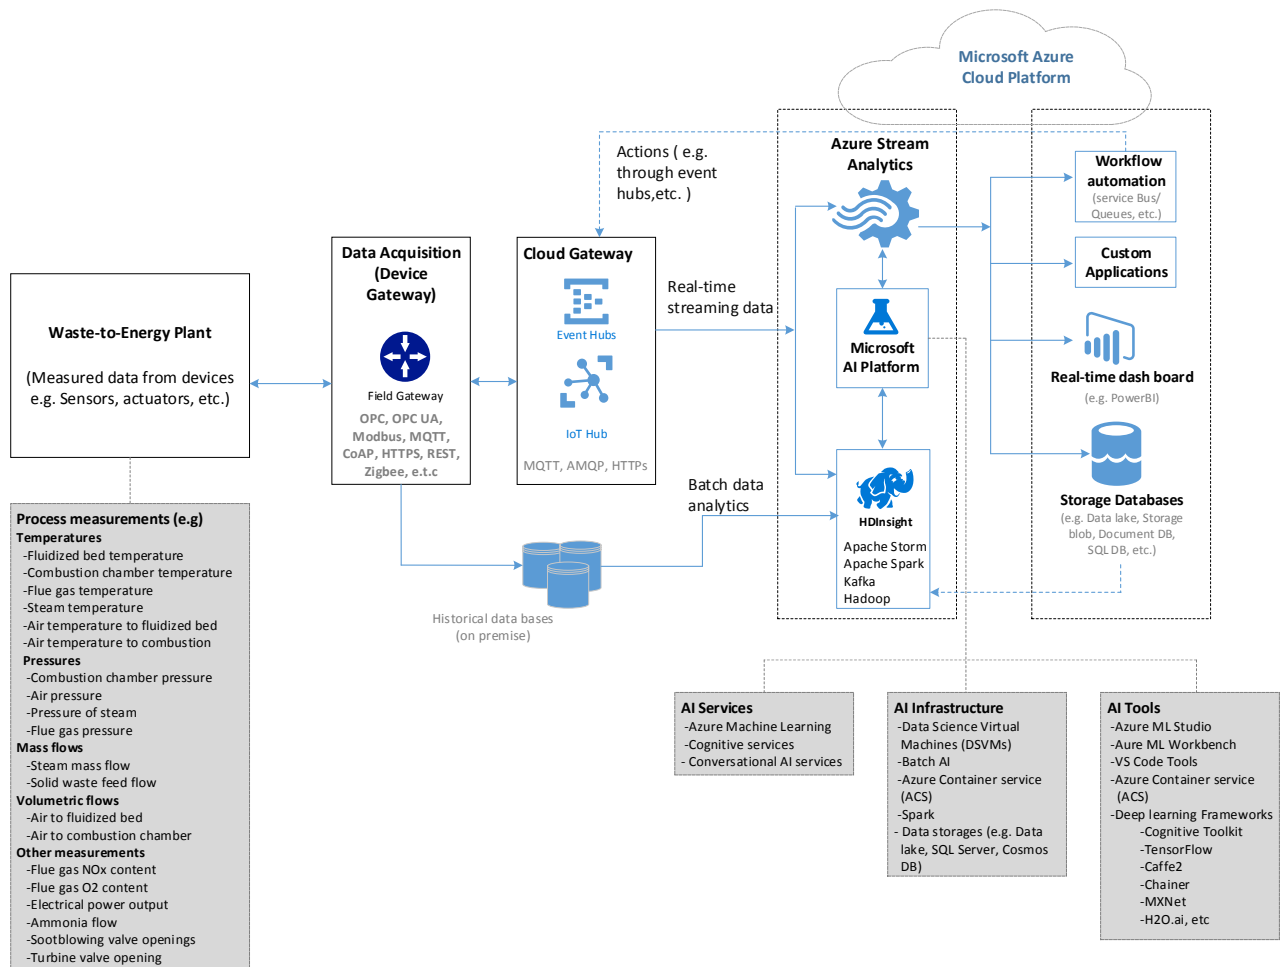 Microsoft Azure
Cloud Platform
Actions ( e.g.
through event
hubs,etc. )
Azure Stream
Analytics
Workflow
automation
(service Bus/
Queues, etc.)
Custom
Applications
Real-time dash board
(e.g. PowerBI)
Storage Databases
(e.g. Data lake, Storage
blob, Document DB,
SQL DB, etc.)
Waste-to-Energy Plant
(Measured data from devices
e.g. Sensors, actuators, etc.)
Data Acquisition
(Device
Gateway)
Field Gateway
OPC, OPC UA,
Modbus, MQTT,
CoAP, HTTPS, REST,
Zigbee, e.t.c
Cloud Gateway
Event Hubs
IoT Hub
MQTT, AMQP, HTTPs
Real-time
streaming data
Batch data
analytics
Microsoft
AI Platform
HDInsight
Apache Storm
Apache Spark
Kafka
Hadoop
Historical data bases
(on premise)
Process measurements (e.g)
Temperatures
-Fluidized bed temperature
-Combustion chamber temperature
-Flue gas temperature
-Steam temperature
-Air temperature to fluidized bed
-Air temperature to combustion
Pressures
-Combustion chamber pressure
-Air pressure
-Pressure of steam
-Flue gas pressure
Mass flows
-Steam mass flow
-Solid waste feed flow
Volumetric flows
-Air to fluidized bed
-Air to combustion chamber
Other measurements
-Flue gas NOx content
-Flue gas O2 content
-Electrical power output
-Ammonia flow
-Sootblowing valve openings
-Turbine valve opening
AI Services
-Azure Machine Learning
-Cognitive services
- Conversational AI services
AI Infrastructure
-Data Science Virtual
Machines (DSVMs)
-Batch AI
-Azure Container service
(ACS)
-Spark
- Data storages (e.g. Data
lake, SQL Server, Cosmos
DB)
AI Tools
-Azure ML Studio
-Aure ML Workbench
-VS Code Tools
-Azure Container service
(ACS)
-Deep learning Frameworks
-Cognitive Toolkit
-TensorFlow
-Caffe2
-Chainer
-MXNet
-H2O.ai, etc